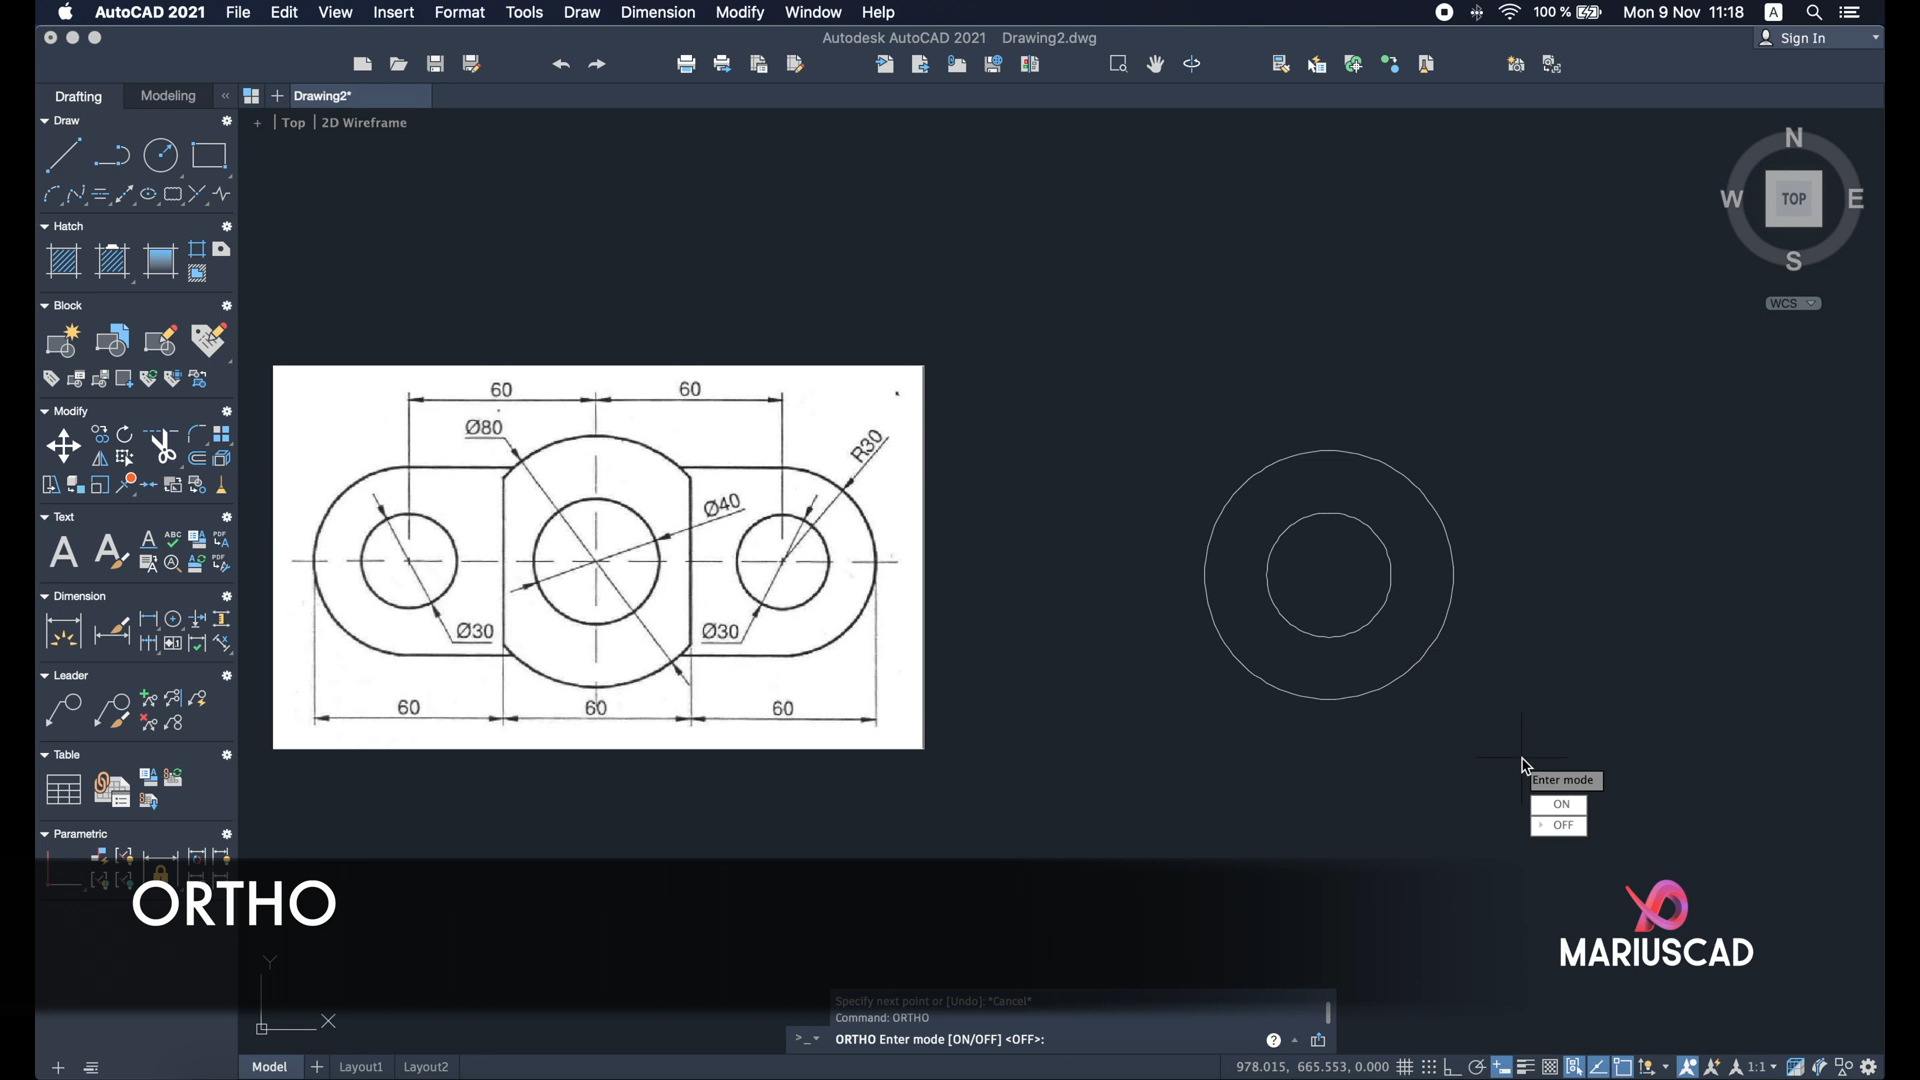 AutoCAD 2021 File Edit View Insert Format Tools Draw Dimension Modify Window Help 100 % Mon 9 Nov 11:18 A
Autodesk AutoCAD 2021 Drawing2.dwg Sign In
Drafting Modeling « + Drawing2*
Draw
+ | Top | 2D Wireframe
N
W TOP E
S
WCS
Hatch
Block
Modify
Text
Dimension
Leader
Table
Parametric
60 60
Ø80
R30
Ø40
Ø30 Ø30
60 60 60
Enter mode
ON
OFF
ORTHO
MARIUSCAD
Y
X
Specify next point or [Undo]: *Cancel*
Command: ORTHO
ORTHO Enter mode [ON/OFF] <OFF>:
Model + Layout1 Layout2 978.015, 665.553, 0.000 1:1